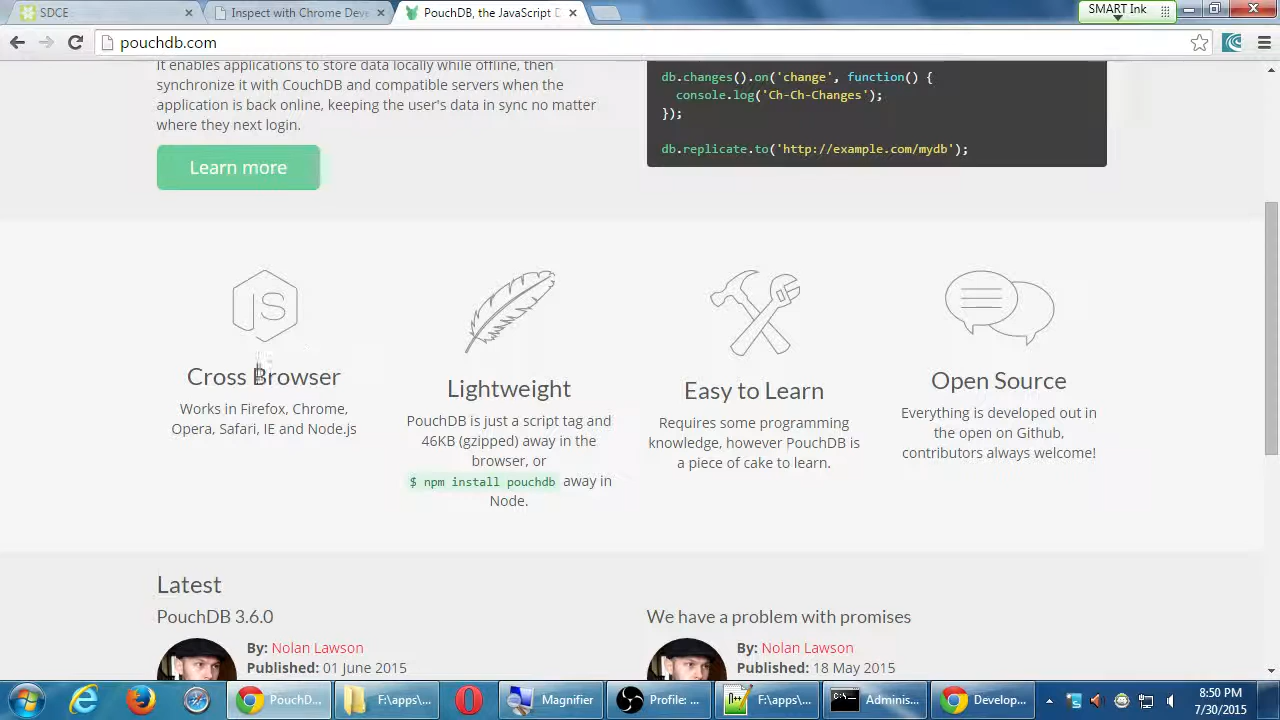 SDCE
Inspect with Chrome Deve
PouchDB, the JavaScript D
SMART Ink
pouchdb.com
It enables applications to store data locally while offline, then
synchronize it with CouchDB and compatible servers when the
application is back online, keeping the user's data in sync no matter
where they next login.
Learn more
db.changes().on('change', function() {
console.log('Ch-Ch-Changes');
});
db.replicate.to('http://example.com/mydb');
JS
Cross Browser
Works in Firefox, Chrome,
Opera, Safari, IE and Node.js
Lightweight
PouchDB is just a script tag and
46KB (gzipped) away in the
browser, or
$ npm install pouchdb away in
Node.
Easy to Learn
Requires some programming
knowledge, however PouchDB is
a piece of cake to learn.
Open Source
Everything is developed out in
the open on Github,
contributors always welcome!
Latest
PouchDB 3.6.0
By: Nolan Lawson
Published: 01 June 2015
We have a problem with promises
By: Nolan Lawson
Published: 18 May 2015
PouchD...
F:\apps\...
Magnifier
Profile: ...
F:\apps\...
Adminis...
Develop...
8:50 PM
7/30/2015